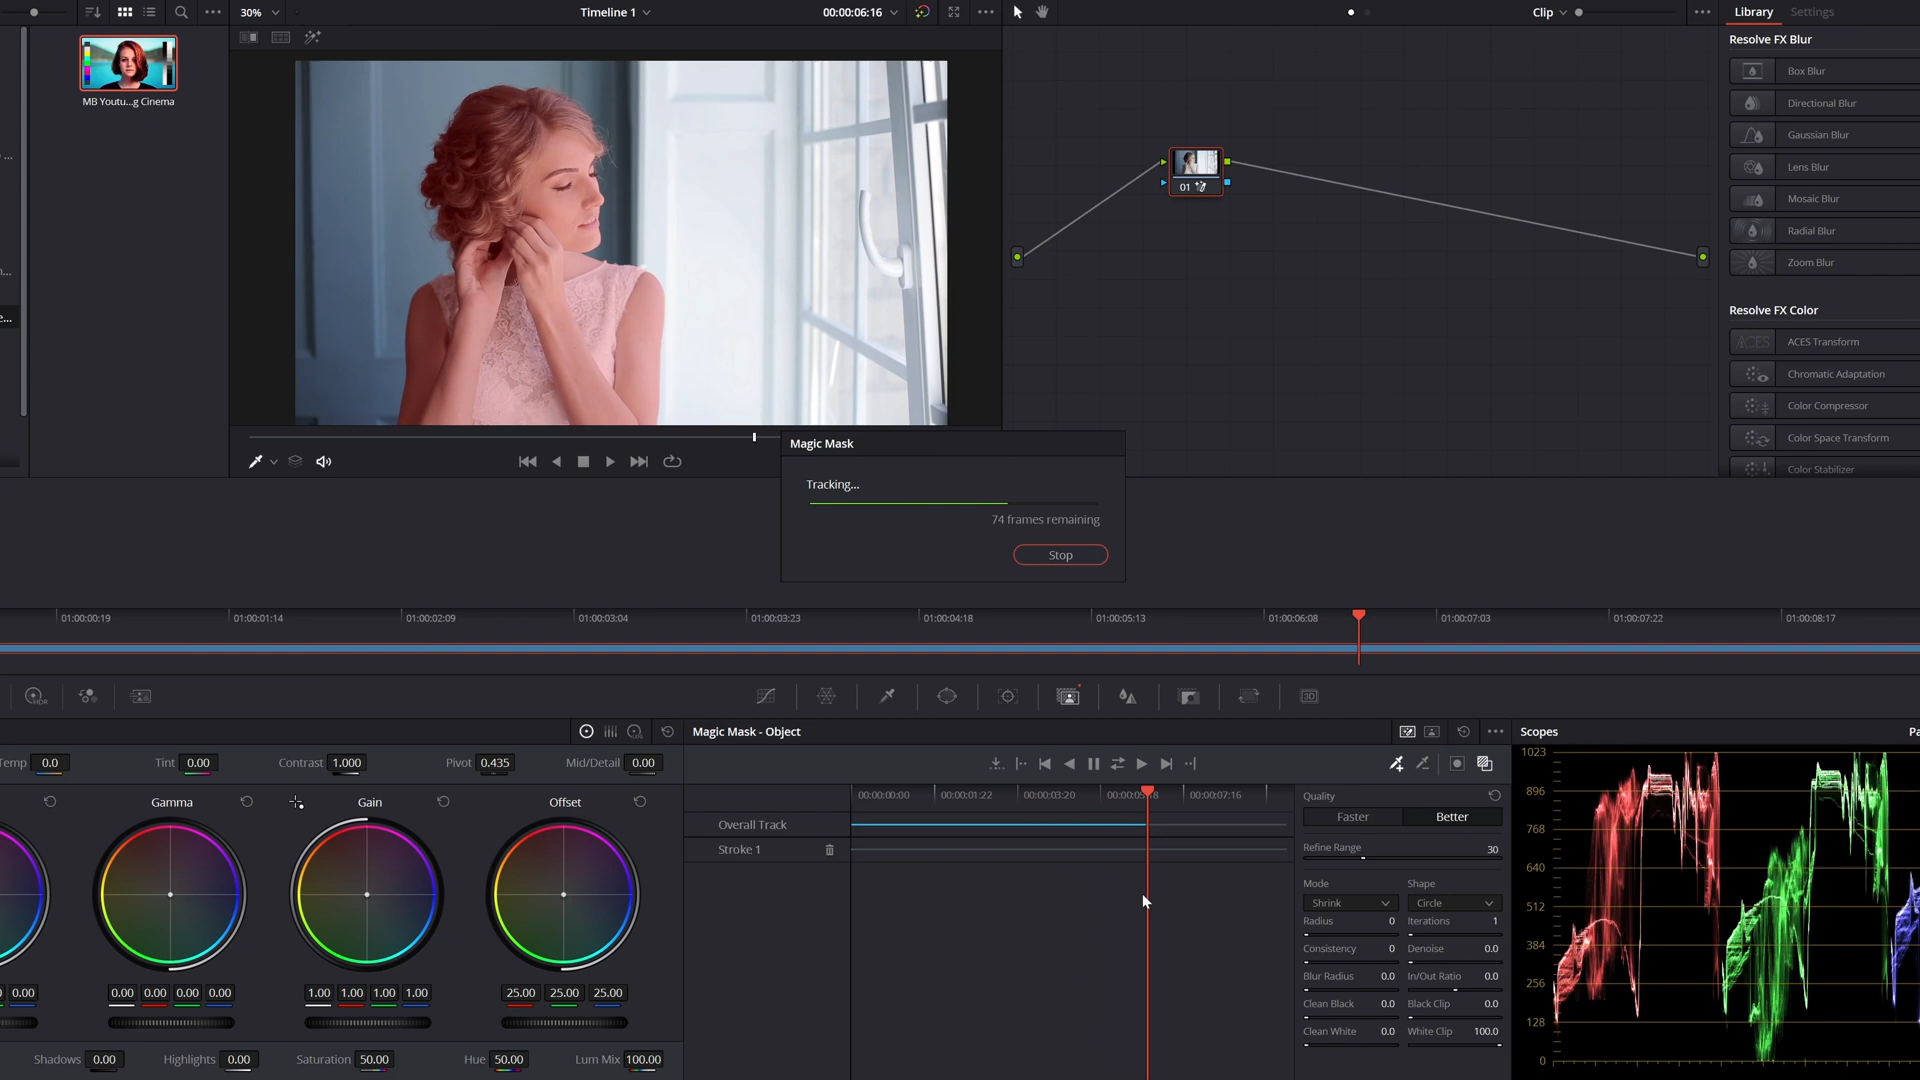 30%
Timeline 1
00:00:06:16
Clip
Library
Settings
MB Youtu...g Cinema
Resolve FX Blur
Box Blur
Directional Blur
Gaussian Blur
Lens Blur
Mosaic Blur
Radial Blur
Zoom Blur
01
Resolve FX Color
ACES
ACES Transform
Chromatic Adaptation
Color Compressor
Color Space Transform
Color Stabilizer
Magic Mask
Tracking...
74 frames remaining
Stop
01:00:00:19
01:00:01:14
01:00:02:09
01:00:03:04
01:00:03:23
01:00:04:18
01:00:05:13
01:00:06:08
01:00:07:03
01:00:07:22
01:00:08:17
HDR
3D
Magic Mask - Object
Scopes
Pa
Temp 0.0
Tint 0.00
Contrast 1.000
Pivot 0.435
Mid/Detail 0.00
Gamma
Gain
Offset
00:00:00:00
00:00:01:22
00:00:03:20
00:00:07:16
Overall Track
Stroke 1
Quality
Faster
Better
Refine Range 30
Mode
Shape
Shrink
Circle
Radius 0
Iterations 1
Consistency 0
Denoise 0.0
Blur Radius 0.0
In/Out Ratio 0.0
Clean Black 0.0
Black Clip 0.0
Clean White 0.0
White Clip 100.0
1023
896
768
640
512
384
256
128
0
0.00
0.00 0.00 0.00 0.00
1.00 1.00 1.00 1.00
25.00 25.00 25.00
Shadows 0.00
Highlights 0.00
Saturation 50.00
Hue 50.00
Lum Mix 100.00